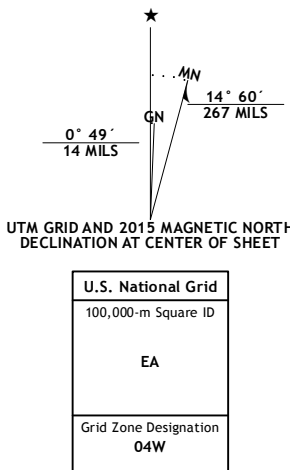 ★
MN
GN
0° 49´
14 MILS
14° 60´
267 MILS
UTM GRID AND 2015 MAGNETIC NORTH
DECLINATION AT CENTER OF SHEET
U.S. National Grid
100,000-m Square ID
EA
Grid Zone Designation
04W